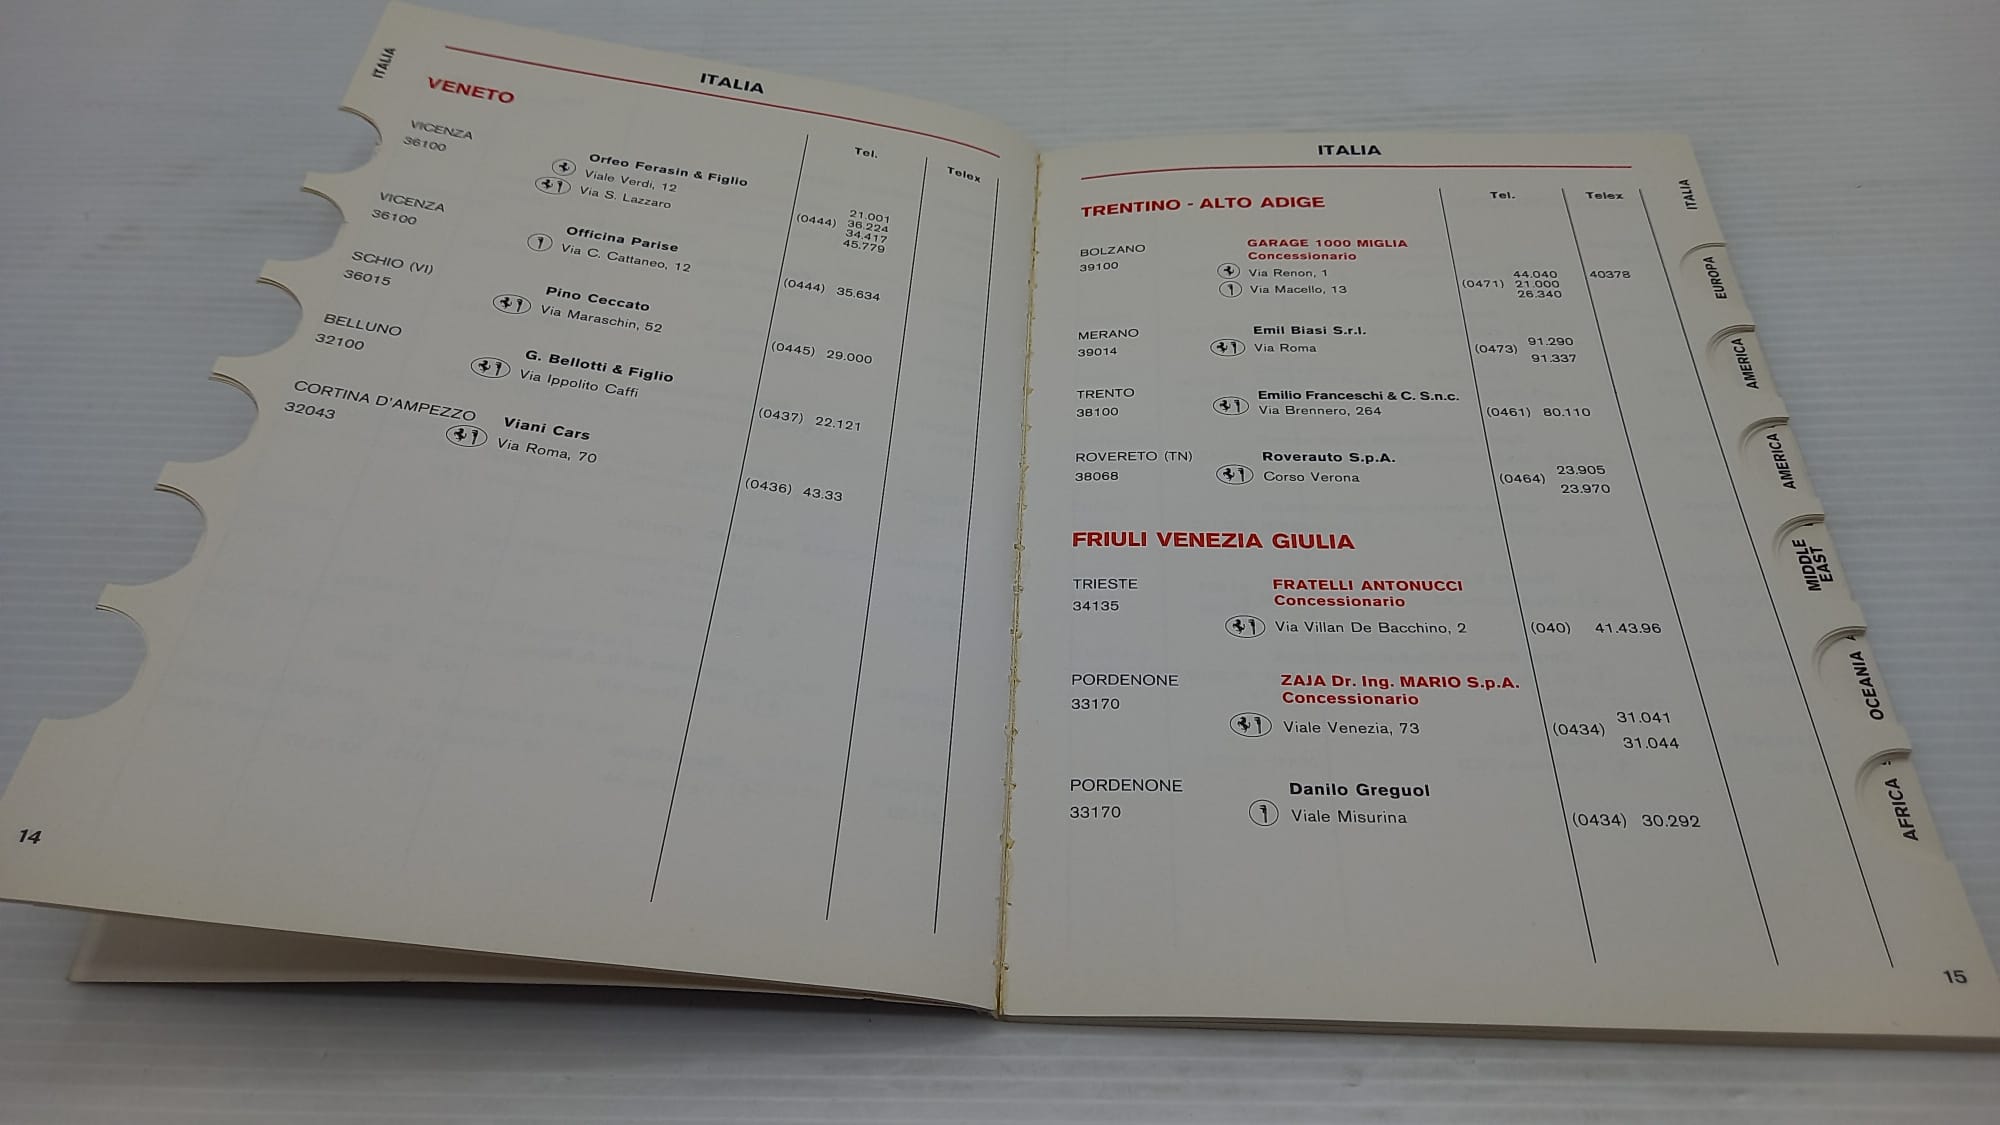 ITALIA
ITALIA
VENETO
Tel.
Telex
VICENZA
36100
Orfeo Ferasin & Figlio
Viale Verdi, 12
Via S. Lazzaro
(0444)
21.001
36.224
34.417
45.779
VICENZA
36100
Officina Parise
Via C. Cattaneo, 12
(0444) 35.634
SCHIO (VI)
36015
Pino Ceccato
Via Maraschin, 52
(0445) 29.000
BELLUNO
32100
G. Bellotti & Figlio
Via Ippolito Caffi
(0437) 22.121
CORTINA D'AMPEZZO
32043
Viani Cars
Via Roma, 70
(0436) 43.33
14
ITALIA
TRENTINO - ALTO ADIGE
Tel.
Telex
BOLZANO
39100
GARAGE 1000 MIGLIA
Concessionario
Via Renon, 1
Via Macello, 13
(0471)
44.040
21.000
26.340
40378
MERANO
39014
Emil Biasi S.r.l.
Via Roma
(0473)
91.290
91.337
TRENTO
38100
Emilio Franceschi & C. S.n.c.
Via Brennero, 264
(0461) 80.110
ROVERETO (TN)
38068
Roverauto S.p.A.
Corso Verona
(0464)
23.905
23.970
FRIULI VENEZIA GIULIA
TRIESTE
34135
FRATELLI ANTONUCCI
Concessionario
Via Villan De Bacchino, 2
(040) 41.43.96
PORDENONE
33170
ZAJA Dr. Ing. MARIO S.p.A.
Concessionario
Viale Venezia, 73
(0434)
31.041
31.044
PORDENONE
33170
Danilo Greguol
Viale Misurina
(0434) 30.292
15
ITALIA
EUROPA
AMERICA
AMERICA
MIDDLE
EAST
OCEANIA
AFRICA